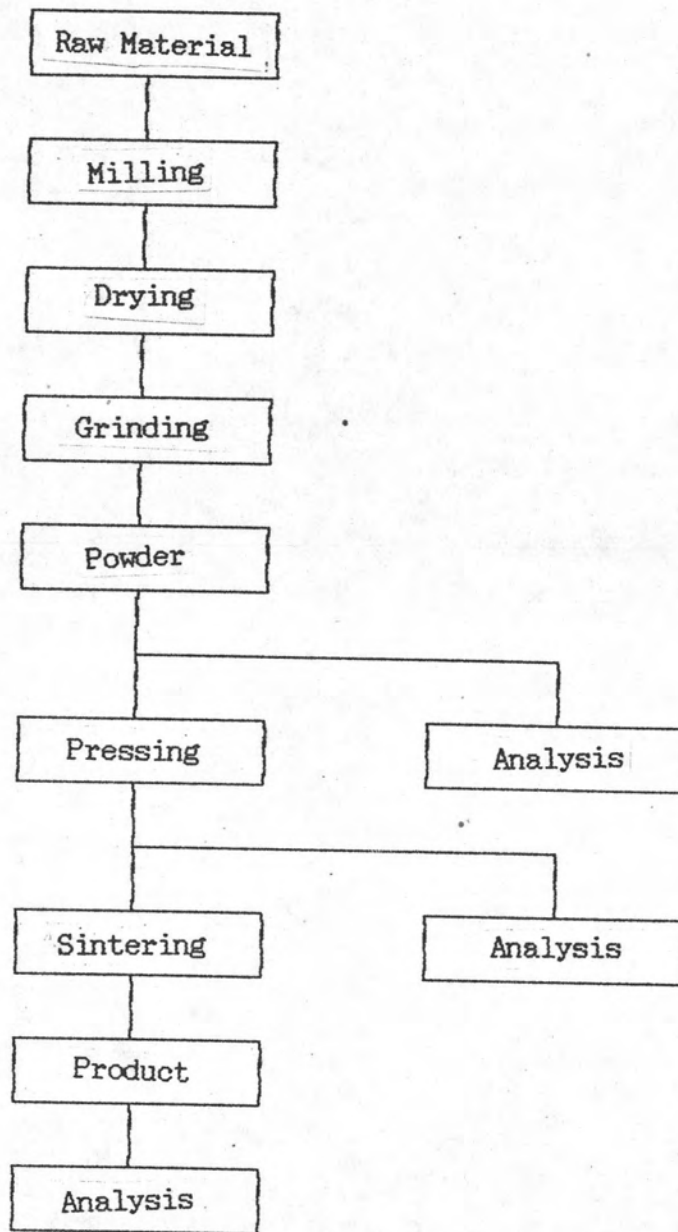 Raw Material
Milling
Drying
Grinding
Powder
Pressing
Analysis
Sintering
Analysis
Product
Analysis